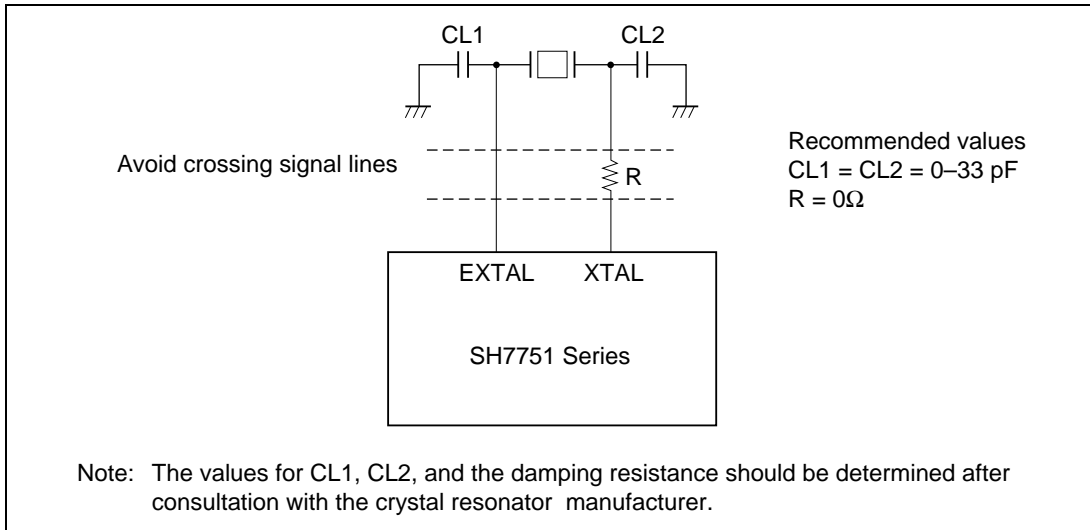 CL1
CL2
Avoid crossing signal lines
R
Recommended values
CL1 = CL2 = 0–33 pF
R = 0Ω
EXTAL
XTAL
SH7751 Series
Note: The values for CL1, CL2, and the damping resistance should be determined after
consultation with the crystal resonator manufacturer.